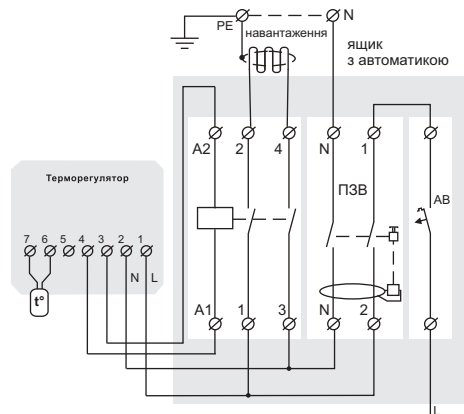 PE
N
навантаження
ящик
з автоматикою
A2
2
4
N
1
ПЗВ
АВ
Терморегулятор
7
6
5
4
3
2
1
N
L
t°
A1
1
3
N
2
L